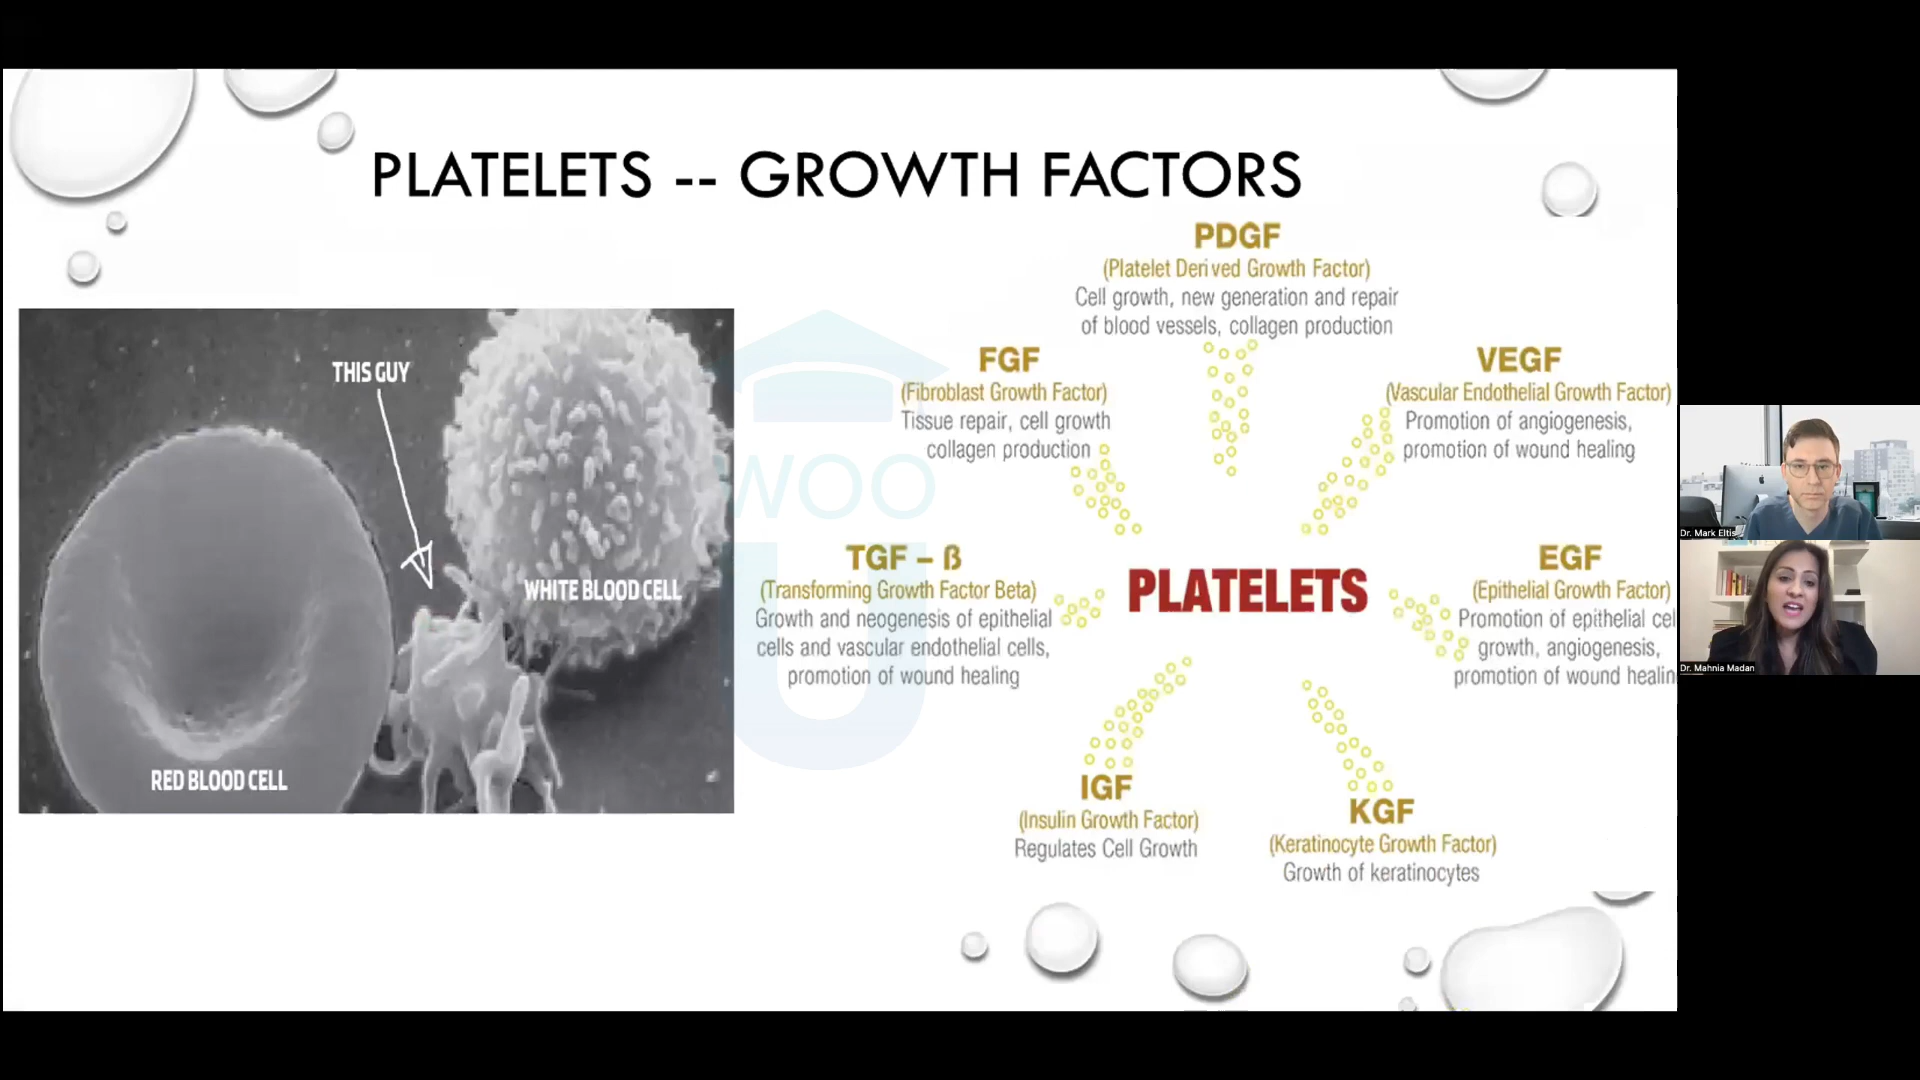 PLATELETS -- GROWTH FACTORS
THIS GUY
WHITE BLOOD CELL
RED BLOOD CELL
PDGF
(Platelet Derived Growth Factor)
Cell growth, new generation and repair
of blood vessels, collagen production
FGF
(Fibroblast Growth Factor)
Tissue repair, cell growth
collagen production
VEGF
(Vascular Endothelial Growth Factor)
Promotion of angiogenesis,
promotion of wound healing
TGF – ß
(Transforming Growth Factor Beta)
Growth and neogenesis of epithelial
cells and vascular endothelial cells,
promotion of wound healing
PLATELETS
EGF
(Epithelial Growth Factor)
Promotion of epithelial cel
growth, angiogenesis,
promotion of wound healin
IGF
(Insulin Growth Factor)
Regulates Cell Growth
KGF
(Keratinocyte Growth Factor)
Growth of keratinocytes
WOO
U
Dr. Mark Eltis
Dr. Mahnia Madan